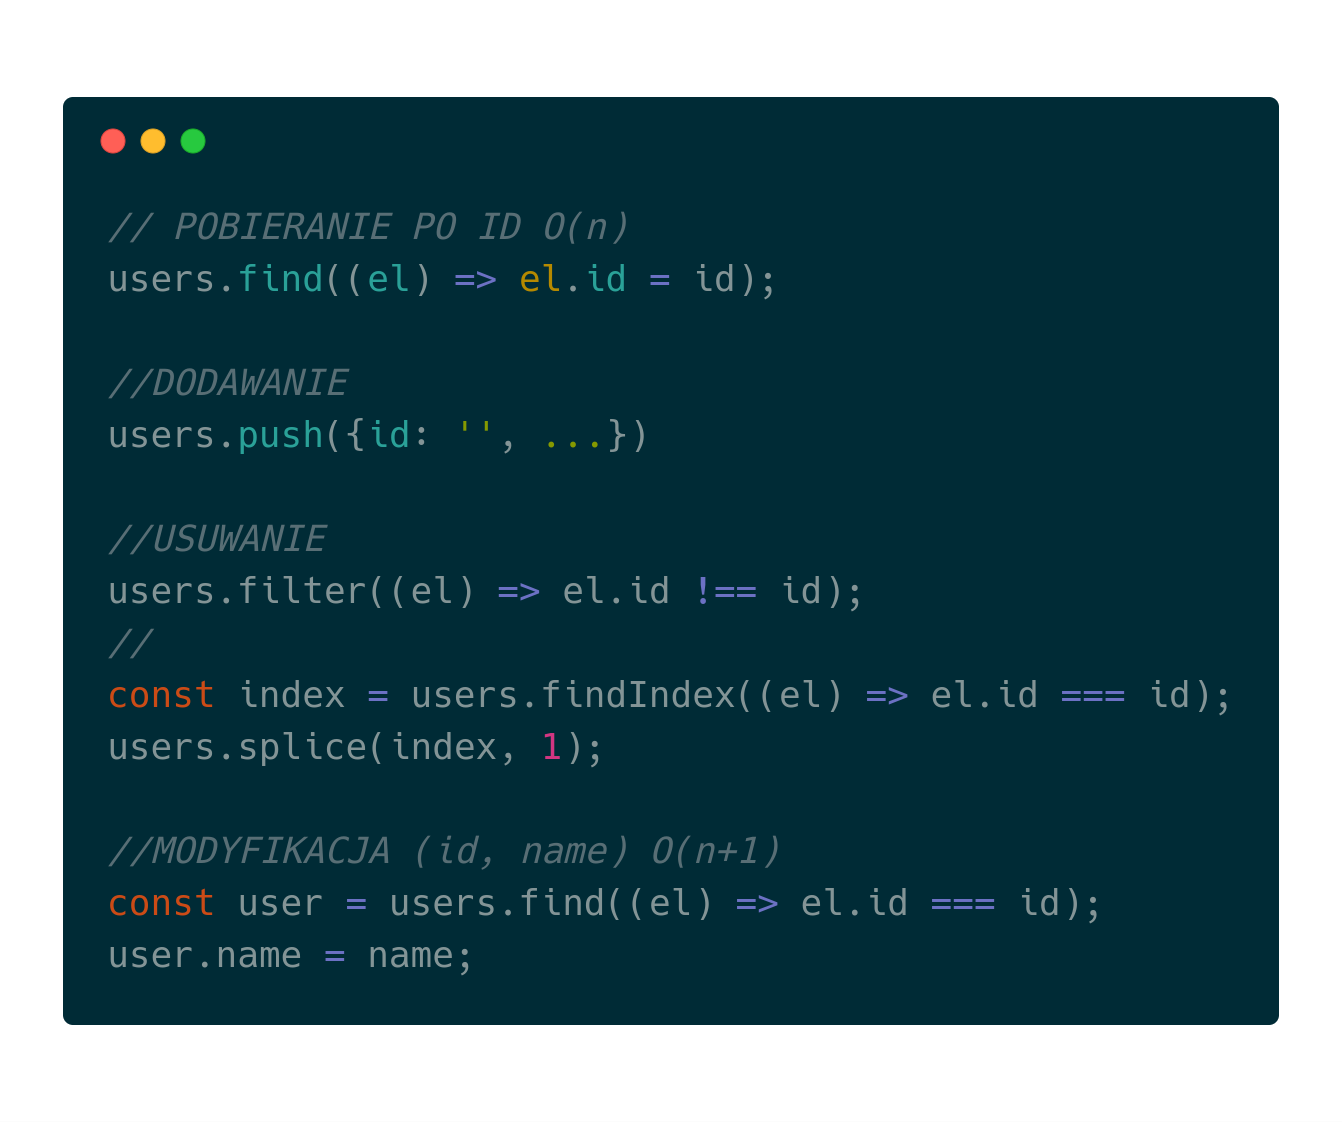 // POBIERANIE PO ID O(n)
users.find((el) => el.id = id);
//DODAWANIE
users.push({id: '', ...})
//USUWANIE
users.filter((el) => el.id !== id);
//
const index = users.findIndex((el) => el.id === id);
users.splice(index, 1);
//MODYFIKACJA (id, name) O(n+1)
const user = users.find((el) => el.id === id);
user.name = name;